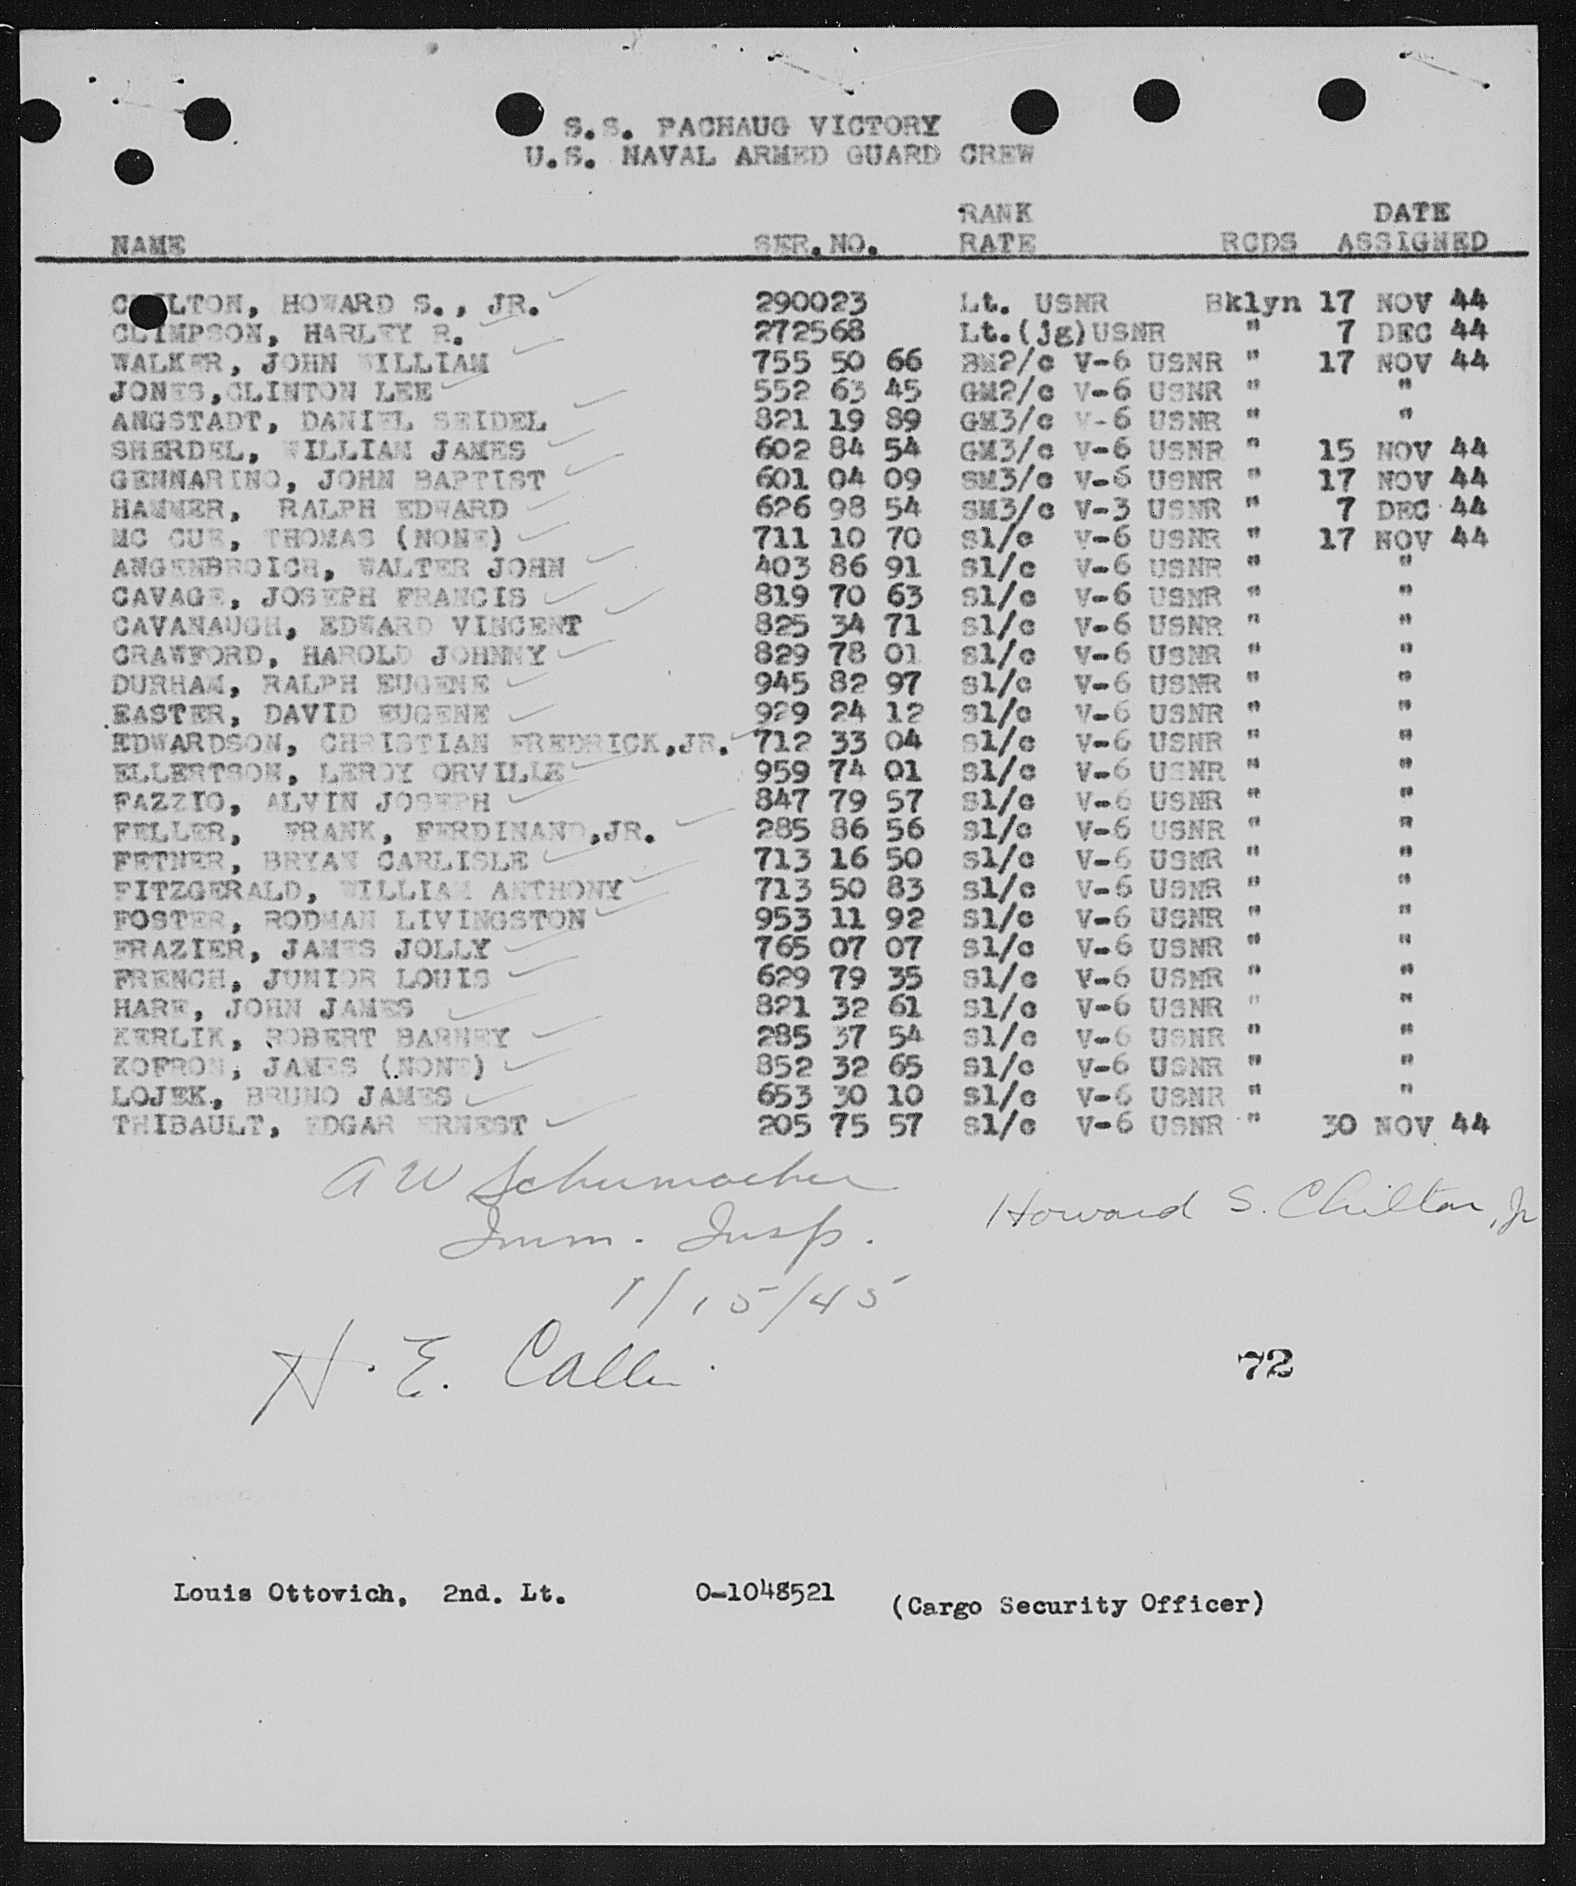 S.S. PACHAUG VICTORY
U.S. NAVAL ARMED GUARD CREW
RANK DATE
NAME SER.NO. RATE RCDS ASSIGNED
C LTON, HOWARD S., JR. 290023 Lt. USNR Bklyn 17 NOV 44
CLIMPSON, HARLEY R. 272568 Lt.(jg)USNR " 7 DEC 44
WALKER, JOHN WILLIAM 755 50 66 BM2/c V-6 USNR " 17 NOV 44
JONES,CLINTON LEE 552 63 45 GM2/c V-6 USNR " "
ANGSTADT, DANIEL SEIDEL 821 19 89 GM3/c V-6 USNR " "
SHERDEL, WILLIAM JAMES 602 84 54 GM3/c V-6 USNR " 15 NOV 44
GENNARINO, JOHN BAPTIST 601 04 09 SM3/c V-6 USNR " 17 NOV 44
HAMMER, RALPH EDWARD 626 98 54 SM3/c V-3 USNR " 7 DEC 44
MC CUE, THOMAS (NONE) 711 10 70 S1/c V-6 USNR " 17 NOV 44
ANGENBROICH, WALTER JOHN 403 86 91 S1/c V-6 USNR " "
CAVAGE, JOSEPH FRANCIS 819 70 63 S1/c V-6 USNR " "
CAVANAUGH, EDWARD VINCENT 825 34 71 S1/c V-6 USNR " "
CRAWFORD, HAROLD JOHNNY 829 78 01 S1/c V-6 USNR " "
DURHAM, RALPH EUGENE 945 82 97 S1/c V-6 USNR " "
EASTER, DAVID EUGENE 929 24 12 S1/c V-6 USNR " "
EDWARDSON, CHRISTIAN FREDRICK,JR. 712 33 04 S1/c V-6 USNR " "
ELLERTSON, LEROY ORVILLE 959 74 01 S1/c V-6 USNR " "
FAZZIO, ALVIN JOSEPH 847 79 57 S1/c V-6 USNR " "
FELLER, FRANK, FERDINAND,JR. 285 86 56 S1/c V-6 USNR " "
FETNER, BRYAN CARLISLE 713 16 50 S1/c V-6 USNR " "
FITZGERALD, WILLIAM ANTHONY 713 50 83 S1/c V-6 USNR " "
FOSTER, RODMAN LIVINGSTON 953 11 92 S1/c V-6 USNR " "
FRAZIER, JAMES JOLLY 765 07 07 S1/c V-6 USNR " "
FRENCH, JUNIOR LOUIS 629 79 35 S1/c V-6 USNR " "
HARE, JOHN JAMES 821 32 61 S1/c V-6 USNR " "
KERLIK, ROBERT BARNEY 285 37 54 S1/c V-6 USNR " "
KOFRON, JAMES (NONE) 852 32 65 S1/c V-6 USNR " "
LOJEK, BRUNO JAMES 653 30 10 S1/c V-6 USNR " "
THIBAULT, EDGAR ERNEST 205 75 57 S1/c V-6 USNR " 30 NOV 44
A W Schumacher
Howard S. Chilton, Jr
Imm. Insp.
1/15/45
H. E.
72
Louis Ottovich, 2nd. Lt. O-1048521 (Cargo Security Officer)